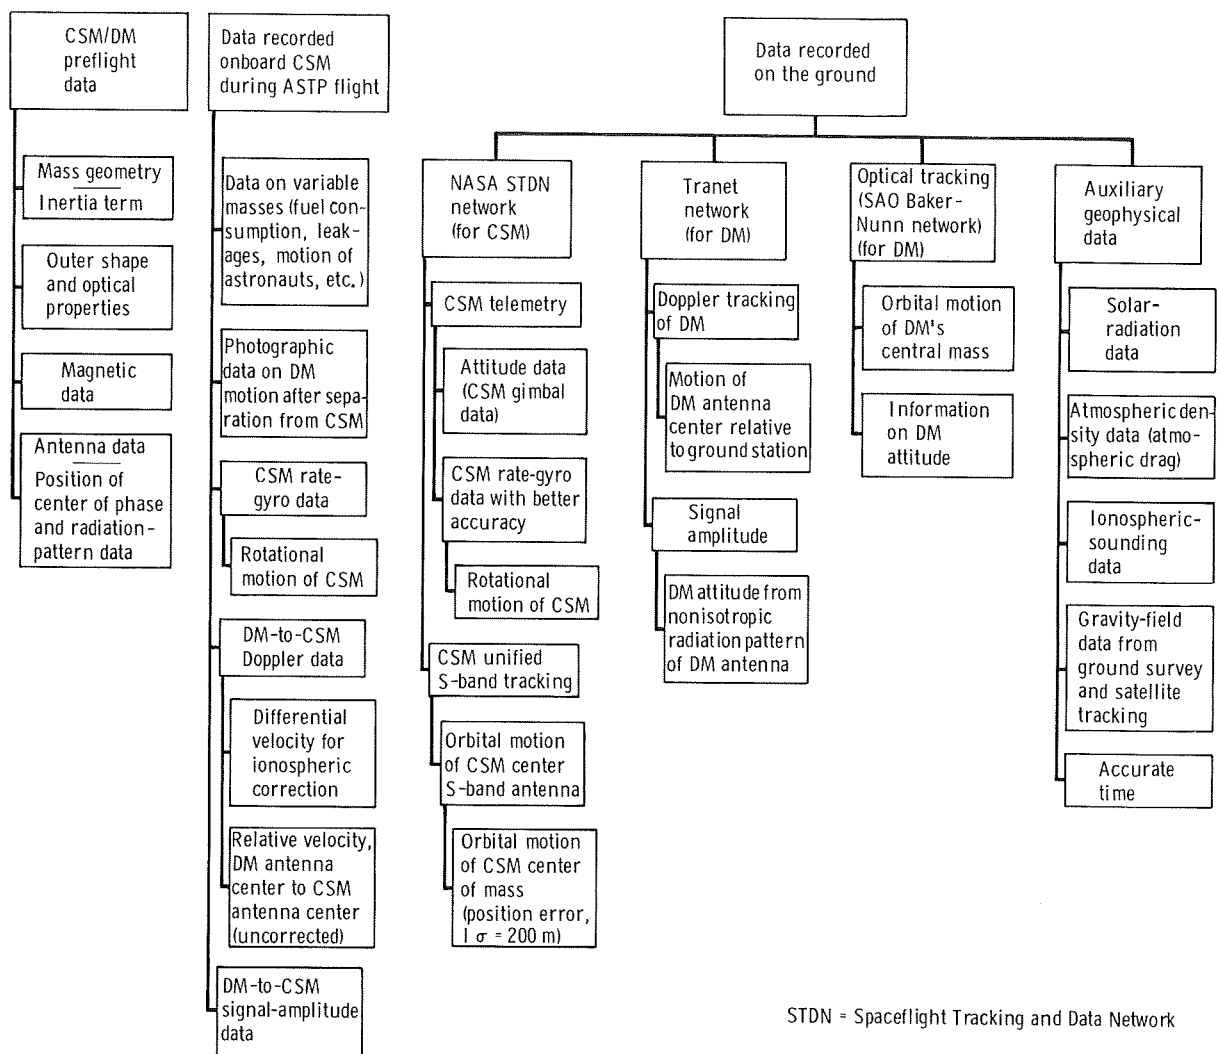 CSM/DM
preflight
data
Mass geometry
Inertia term
Outer shape
and optical
properties
Magnetic
data
Antenna data
Position of
center of phase
and radiation-
pattern data
Data recorded
onboard CSM
during ASTP flight
Data on variable
masses (fuel con-
sumption, leak-
ages, motion of
astronauts, etc.)
Photographic
data on DM
motion after sepa-
ration from CSM
CSM rate-
gyro data
Rotational
motion of CSM
DM-to-CSM
Doppler data
Differential
velocity for
ionospheric
correction
Relative velocity,
DM antenna
center to CSM
antenna center
(uncorrected)
DM-to-CSM
signal-amplitude
data
Data recorded
on the ground
NASA STDN
network
(for CSM)
CSM telemetry
Attitude data
(CSM gimbal
data)
CSM rate-gyro
data with better
accuracy
Rotational
motion of CSM
CSM unified
S-band tracking
Orbital motion
of CSM center
S-band antenna
Orbital motion
of CSM center
of mass
(position error,
1 σ = 200 m)
Tranet
network
(for DM)
Doppler tracking
of DM
Motion of
DM antenna
center relative
to ground station
Signal
amplitude
DM attitude from
nonisotropic
radiation pattern
of DM antenna
Optical tracking
(SAO Baker-
Nunn network)
(for DM)
Orbital motion
of DM's
central mass
Information
on DM
attitude
Auxiliary
geophysical
data
Solar-
radiation
data
Atmospheric den-
sity data (atmo-
spheric drag)
Ionospheric-
sounding
data
Gravity-field
data from
ground survey
and satellite
tracking
Accurate
time
STDN = Spaceflight Tracking and Data Network